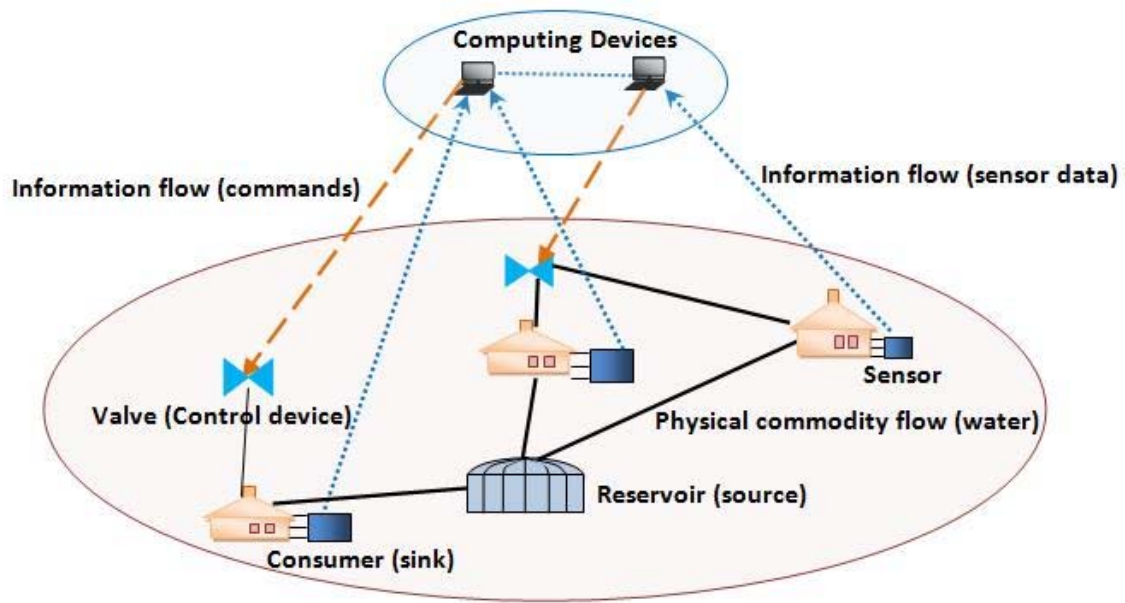 Computing Devices
Information flow (commands)
Information flow (sensor data)
Sensor
Valve (Control device)
Physical commodity flow (water)
Reservoir (source)
Consumer (sink)